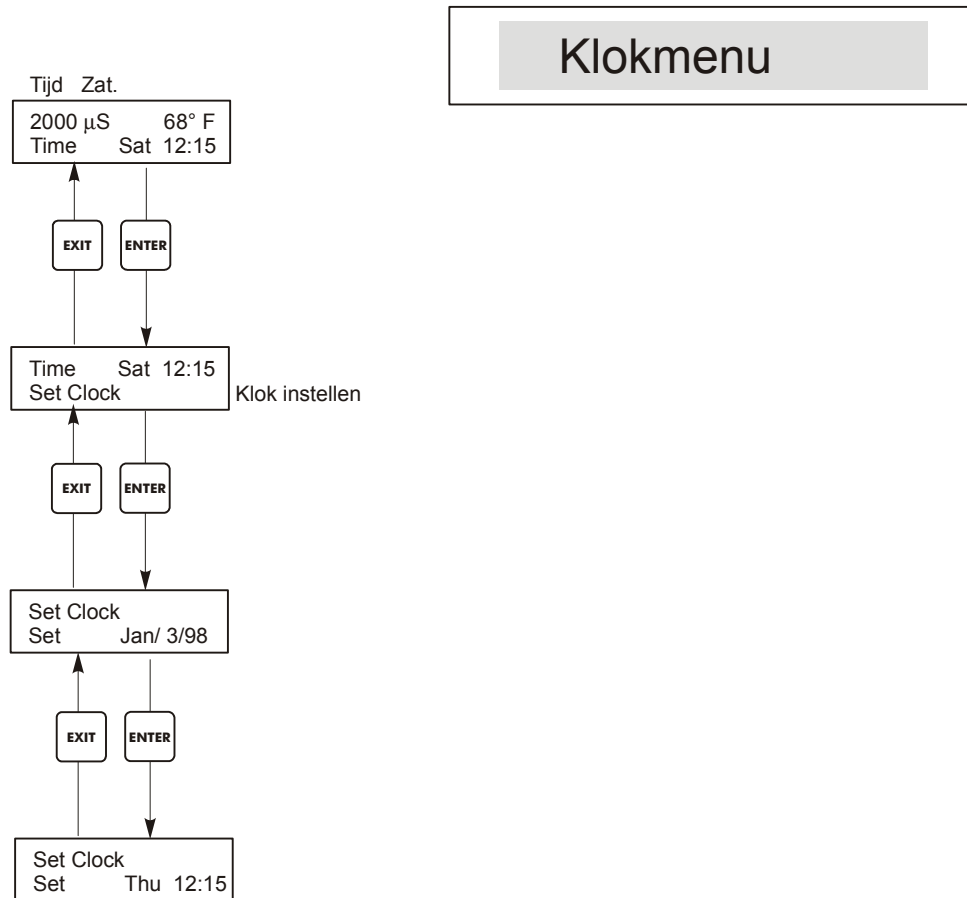 Klokmenu
Tijd Zat.
2000 µS 68° F
Time Sat 12:15
EXIT ENTER
Time Sat 12:15
Set Clock
Klok instellen
EXIT ENTER
Set Clock
Set Jan/ 3/98
EXIT ENTER
Set Clock
Set Thu 12:15